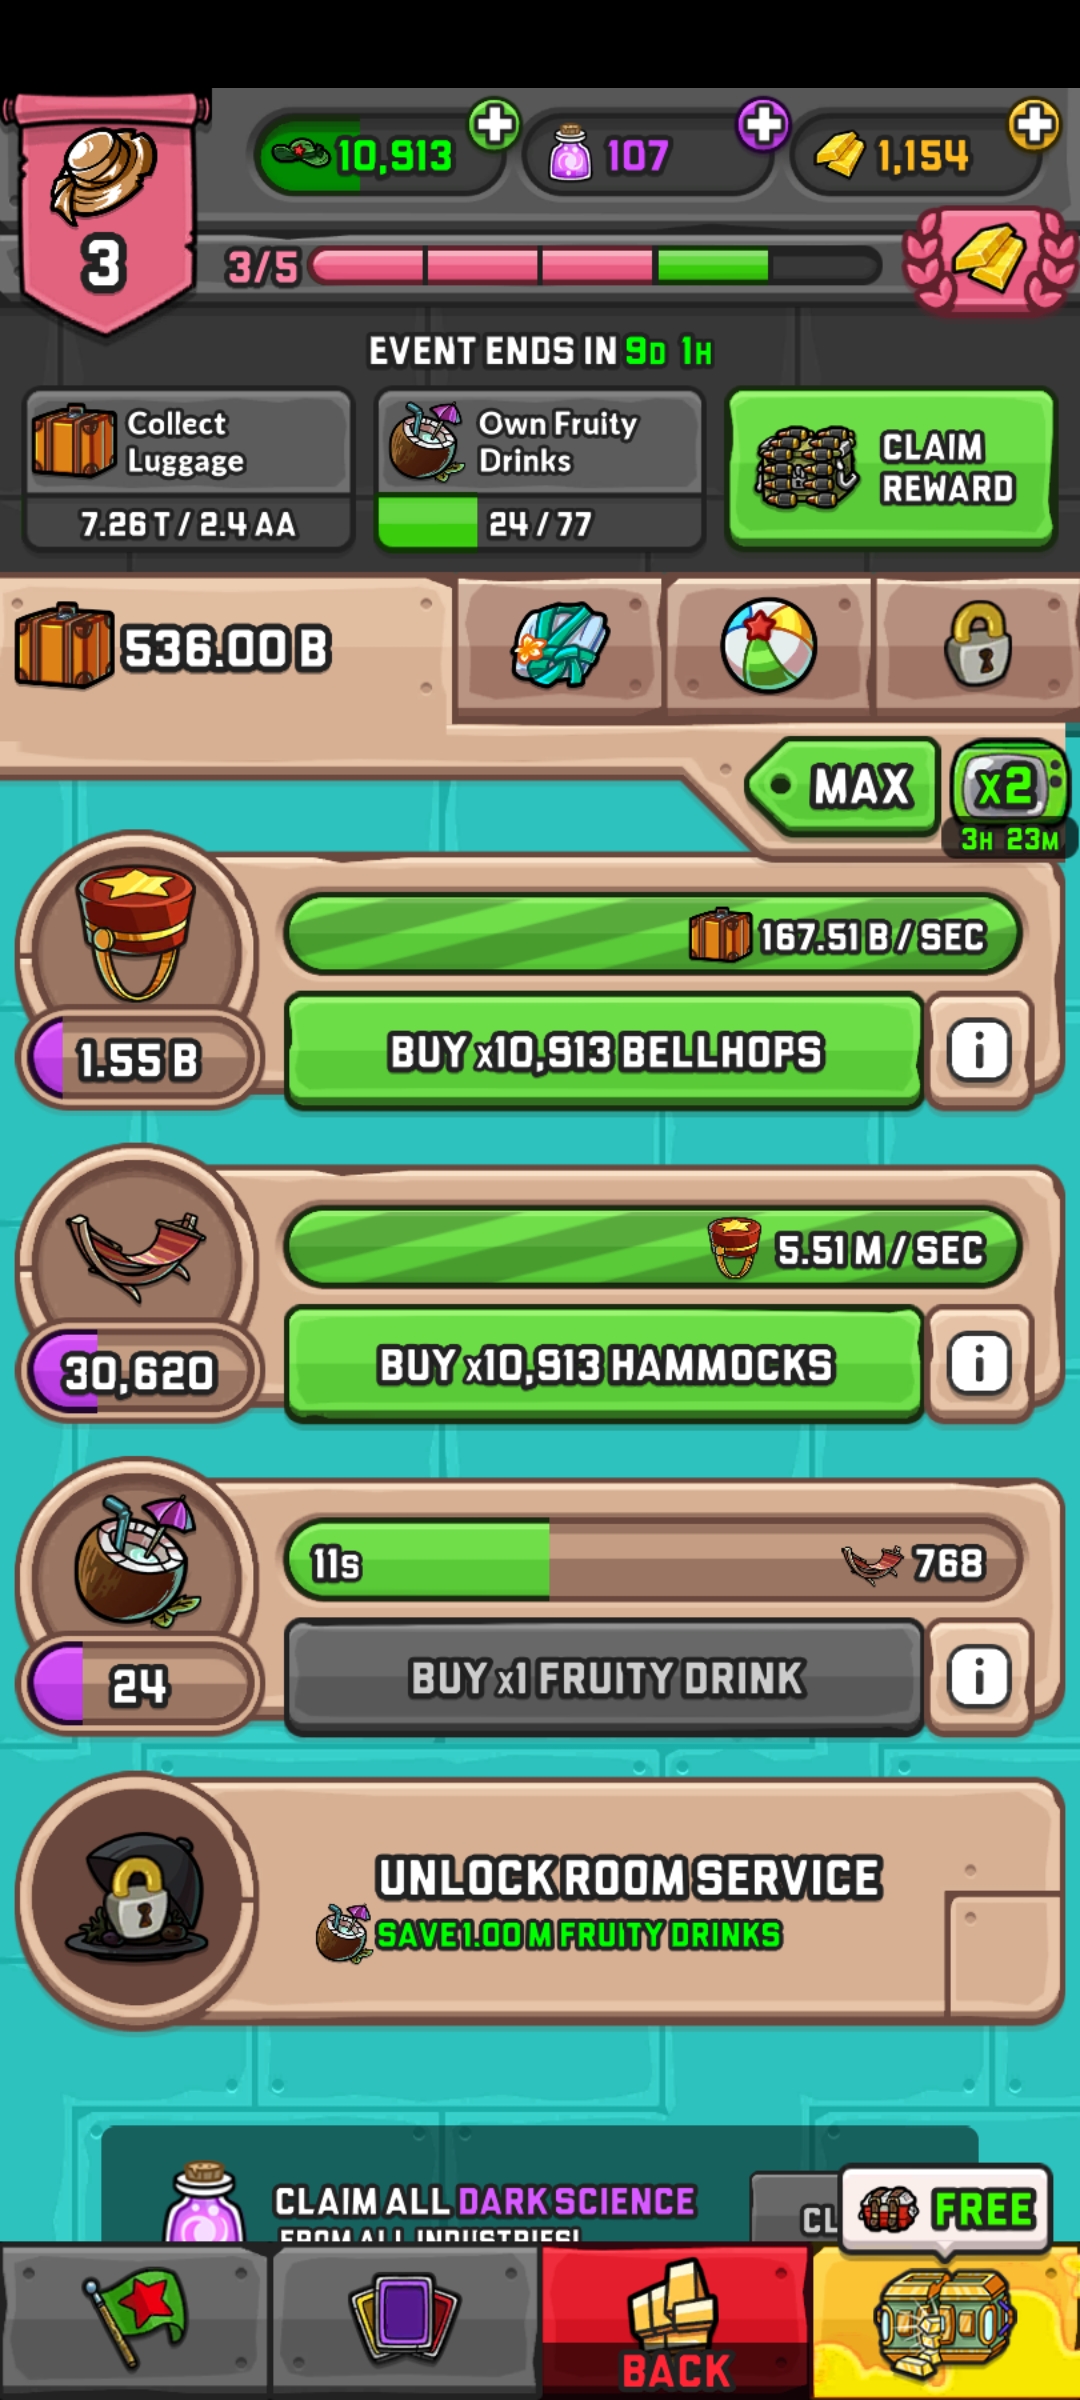 3
10,913
107
1,154
3/5
EVENT ENDS IN 9D 1H
Collect
Luggage
7.26 T / 2.4 AA
Own Fruity
Drinks
24 / 77
CLAIM
REWARD
536.00 B
MAX
x2
3H 23M
167.51 B / SEC
1.55 B
BUY x10,913 BELLHOPS
i
5.51 M / SEC
30,620
BUY x10,913 HAMMOCKS
i
11s
768
24
BUY x1 FRUITY DRINK
i
UNLOCK ROOM SERVICE
SAVE 1.00 M FRUITY DRINKS
CLAIM ALL DARK SCIENCE
FROM ALL INDUSTRIES!
CL
FREE
BACK